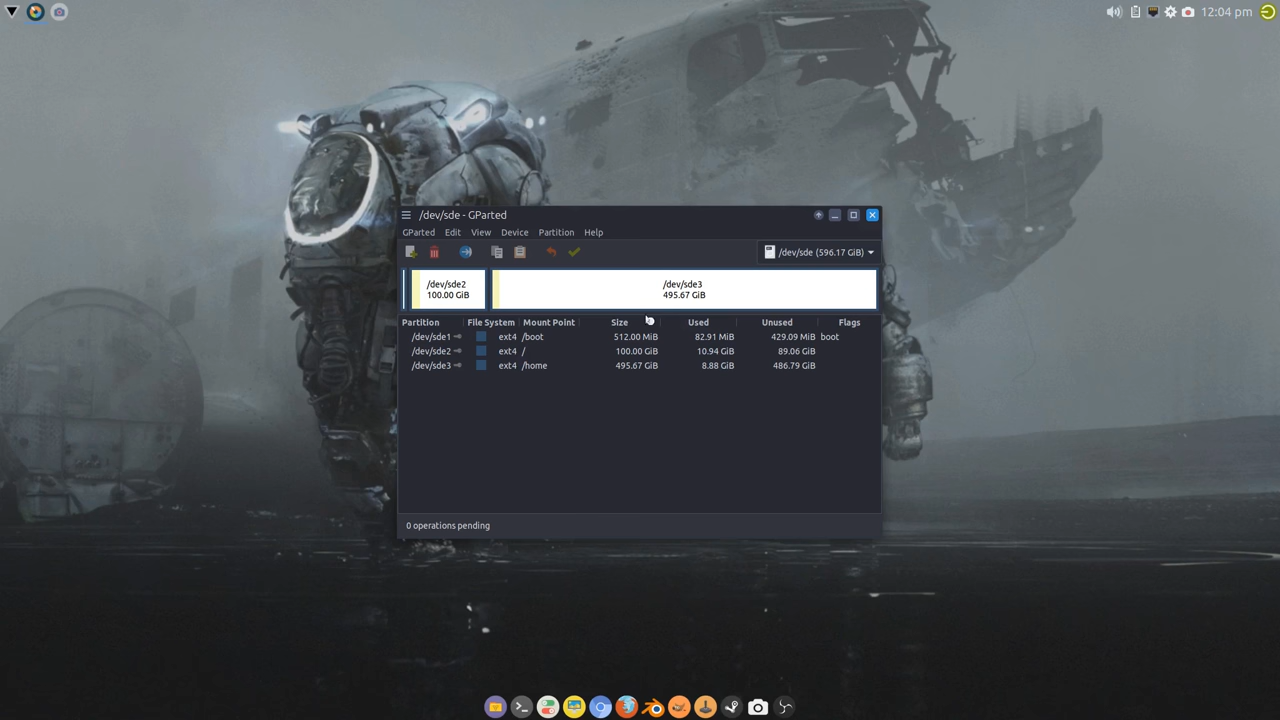 12:04 pm
/dev/sde - GParted
GParted Edit View Device Partition Help
/dev/sde (596.17 GiB)
/dev/sde2
100.00 GiB
/dev/sde3
495.67 GiB
Partition File System Mount Point Size Used Unused Flags
/dev/sde1 ext4 /boot 512.00 MiB 82.91 MiB 429.09 MiB boot
/dev/sde2 ext4 / 100.00 GiB 10.94 GiB 89.06 GiB
/dev/sde3 ext4 /home 495.67 GiB 8.88 GiB 486.79 GiB
0 operations pending